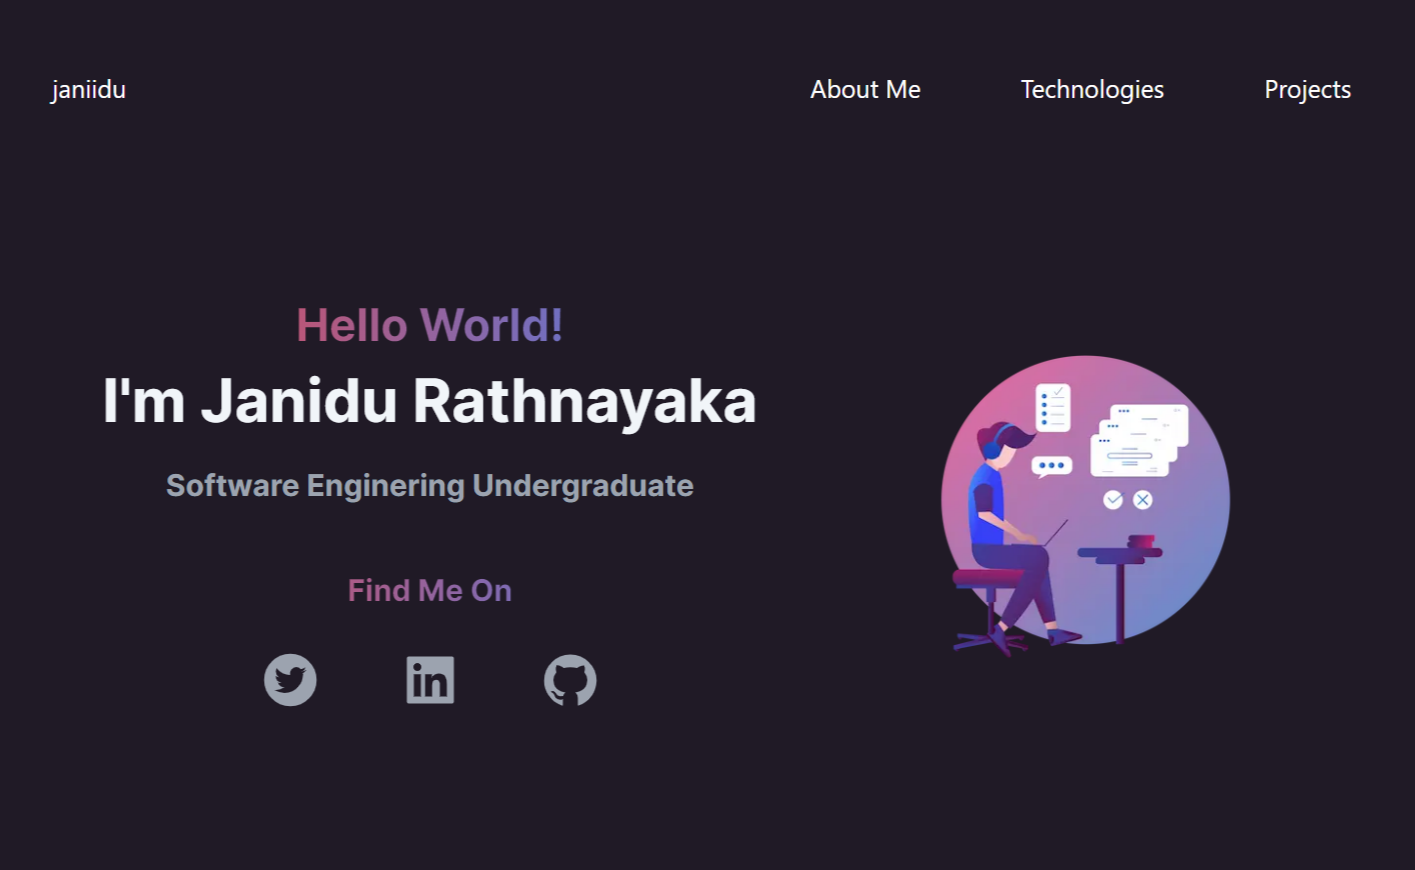 janiidu
About Me
Technologies
Projects
Hello World!
I'm Janidu Rathnayaka
Software Enginering Undergraduate
Find Me On
in